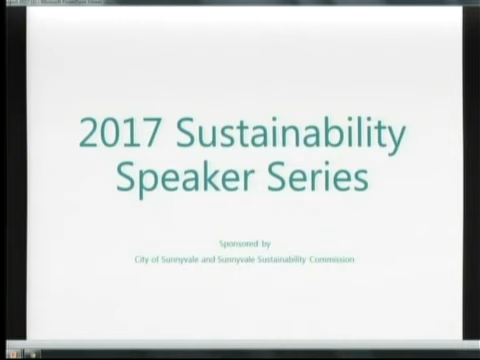 2017 Sustainability
Speaker Series
Sponsored by
City of Sunnyvale and Sunnyvale Sustainability Commission